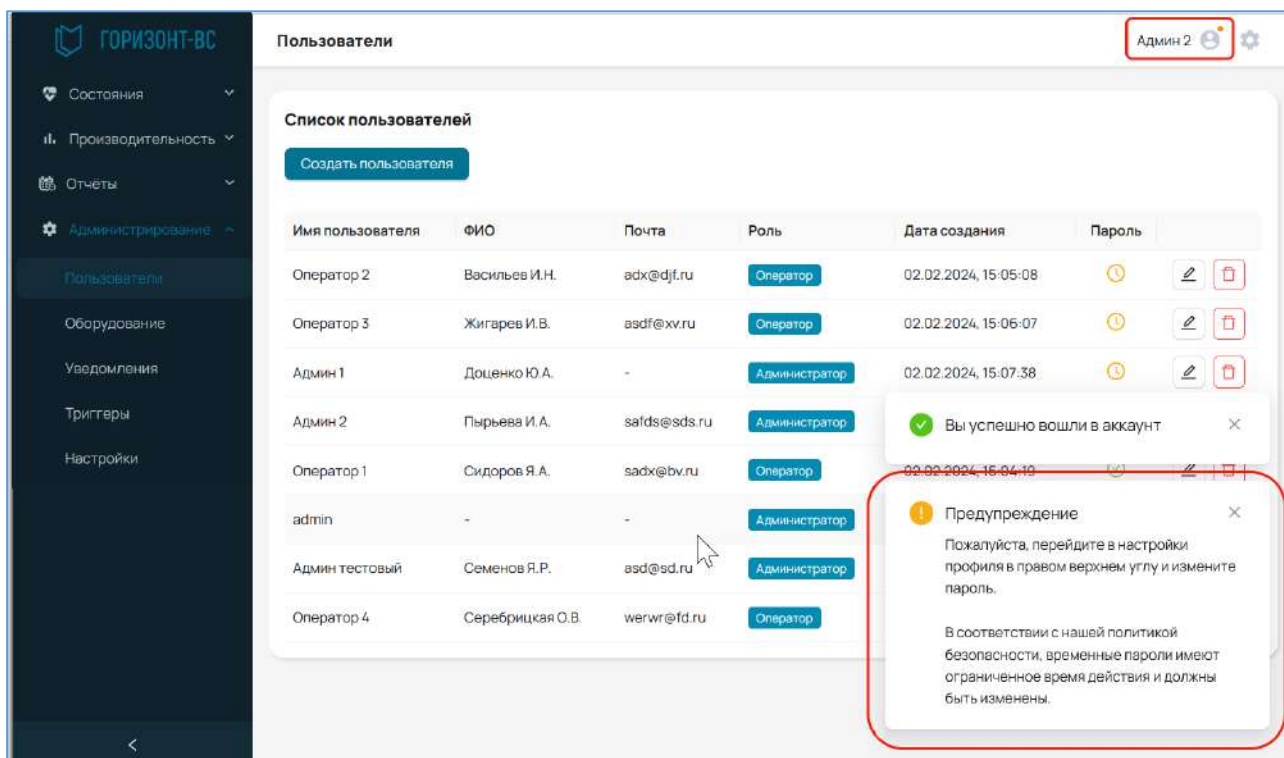 ГОРИЗОНТ-ВС
Пользователи
Админ 2
Состояния
Производительность
Отчёты
Администрирование
Пользователи
Оборудование
Уведомления
Триггеры
Настройки
Список пользователей
Создать пользователя
Имя пользователя ФИО Почта Роль Дата создания Пароль
Оператор 2 Васильев И.Н. adx@djf.ru Оператор 02.02.2024, 15:05:08
Оператор 3 Жигарев И.В. asdf@xv.ru Оператор 02.02.2024, 15:06:07
Админ 1 Доценко Ю.А. - Администратор 02.02.2024, 15:07:38
Админ 2 Пырьева И.А. safds@sds.ru Администратор
Оператор 1 Сидоров Я.А. sadx@bv.ru Оператор 02.02.2024, 15:04:19
admin - - Администратор
Админ тестовый Семенов Я.Р. asd@sd.ru Администратор
Оператор 4 Серебрицкая О.В. werwr@fd.ru Оператор
Вы успешно вошли в аккаунт
Предупреждение
Пожалуйста, перейдите в настройки
профиля в правом верхнем углу и измените
пароль.
В соответствии с нашей политикой
безопасности, временные пароли имеют
ограниченное время действия и должны
быть изменены.